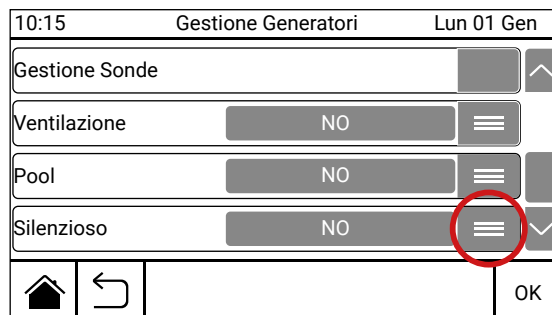 10:15 Gestione Generatori Lun 01 Gen
Gestione Sonde
Ventilazione NO
Pool NO
Silenzioso NO
OK